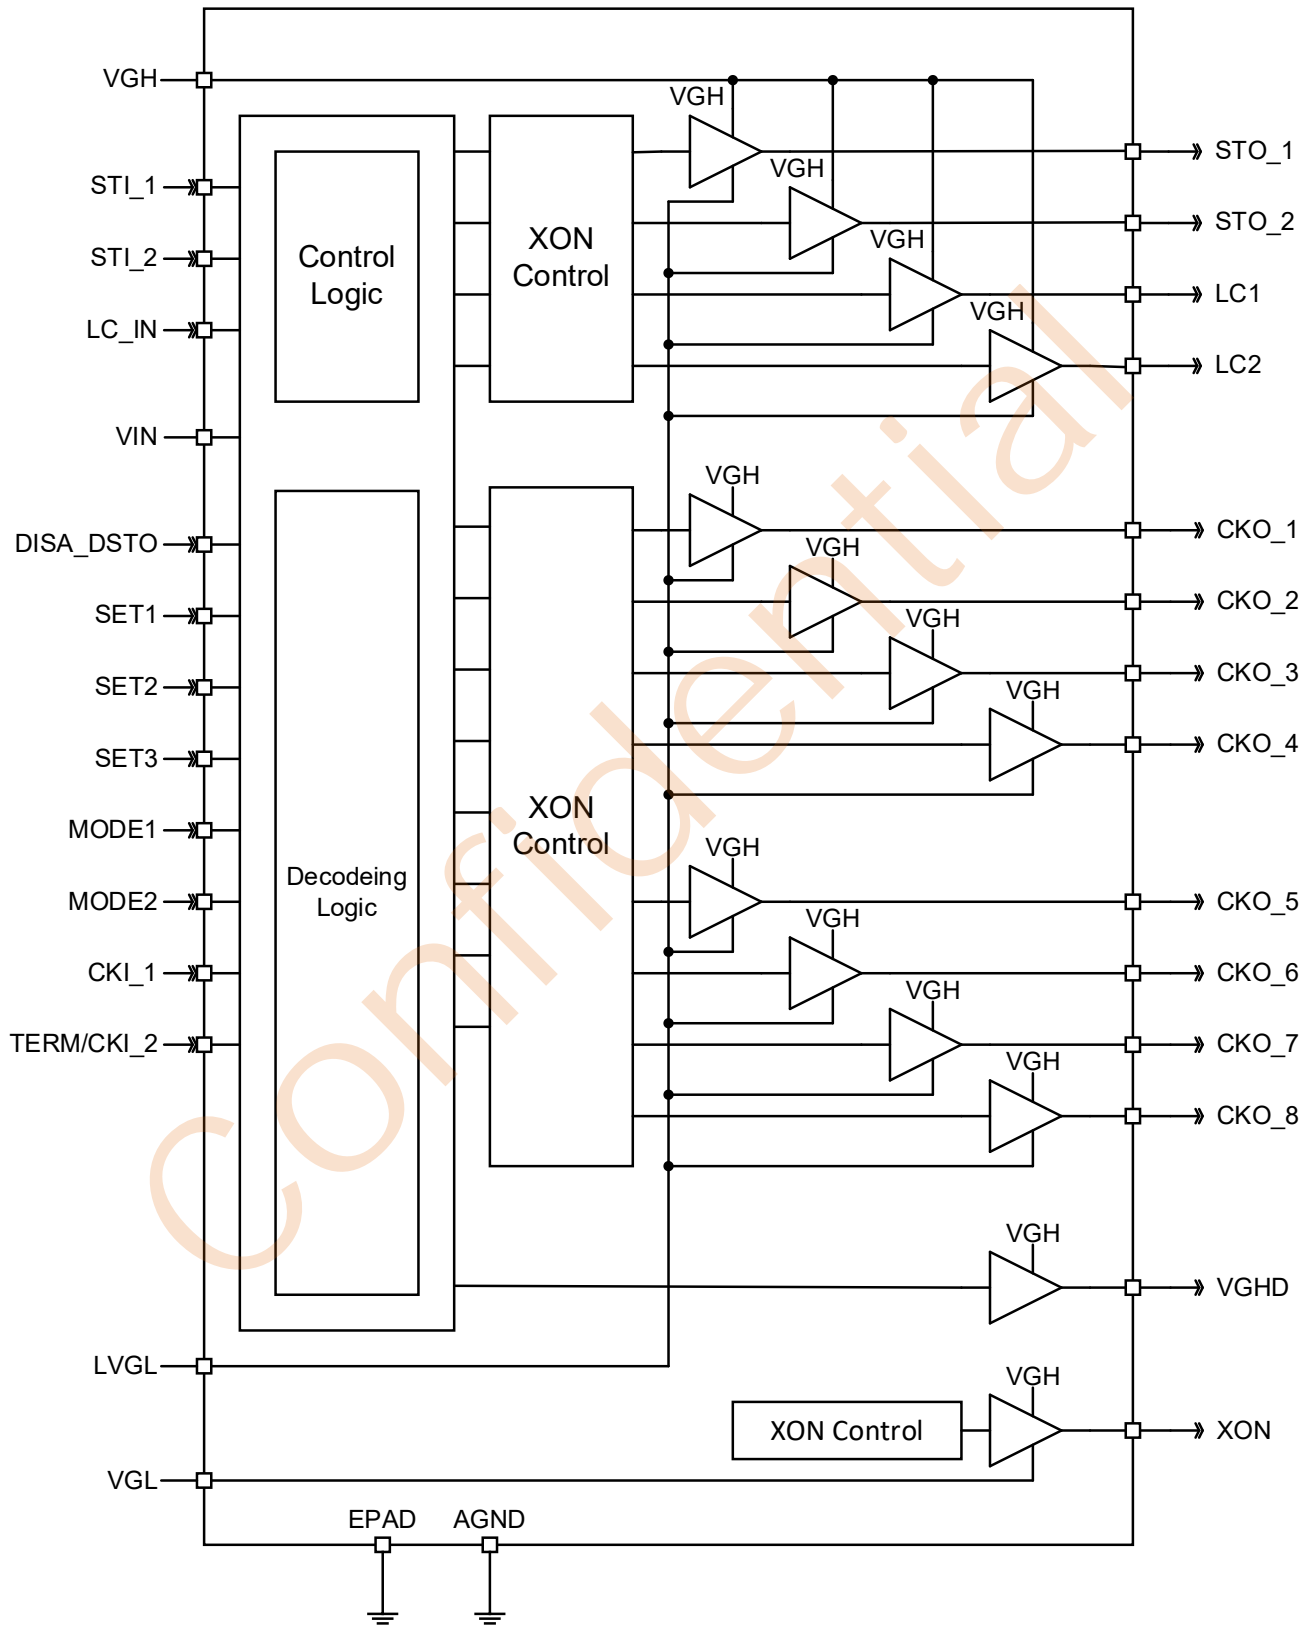 VGH
VGH
STI_1
STO_1
VGH
STI_2
Control
Logic
XON
Control
STO_2
VGH
LC_IN
LC1
VGH
LC2
VIN
VGH
DISA_DSTO
CKO_1
VGH
SET1
CKO_2
VGH
SET2
CKO_3
VGH
SET3
CKO_4
MODE1
XON
Control
VGH
MODE2
Decodeing
Logic
CKO_5
VGH
CKI_1
CKO_6
VGH
TERM/CKI_2
CKO_7
VGH
CKO_8
VGH
VGHD
LVGL
VGH
XON Control
XON
VGL
EPAD
AGND
Confidential